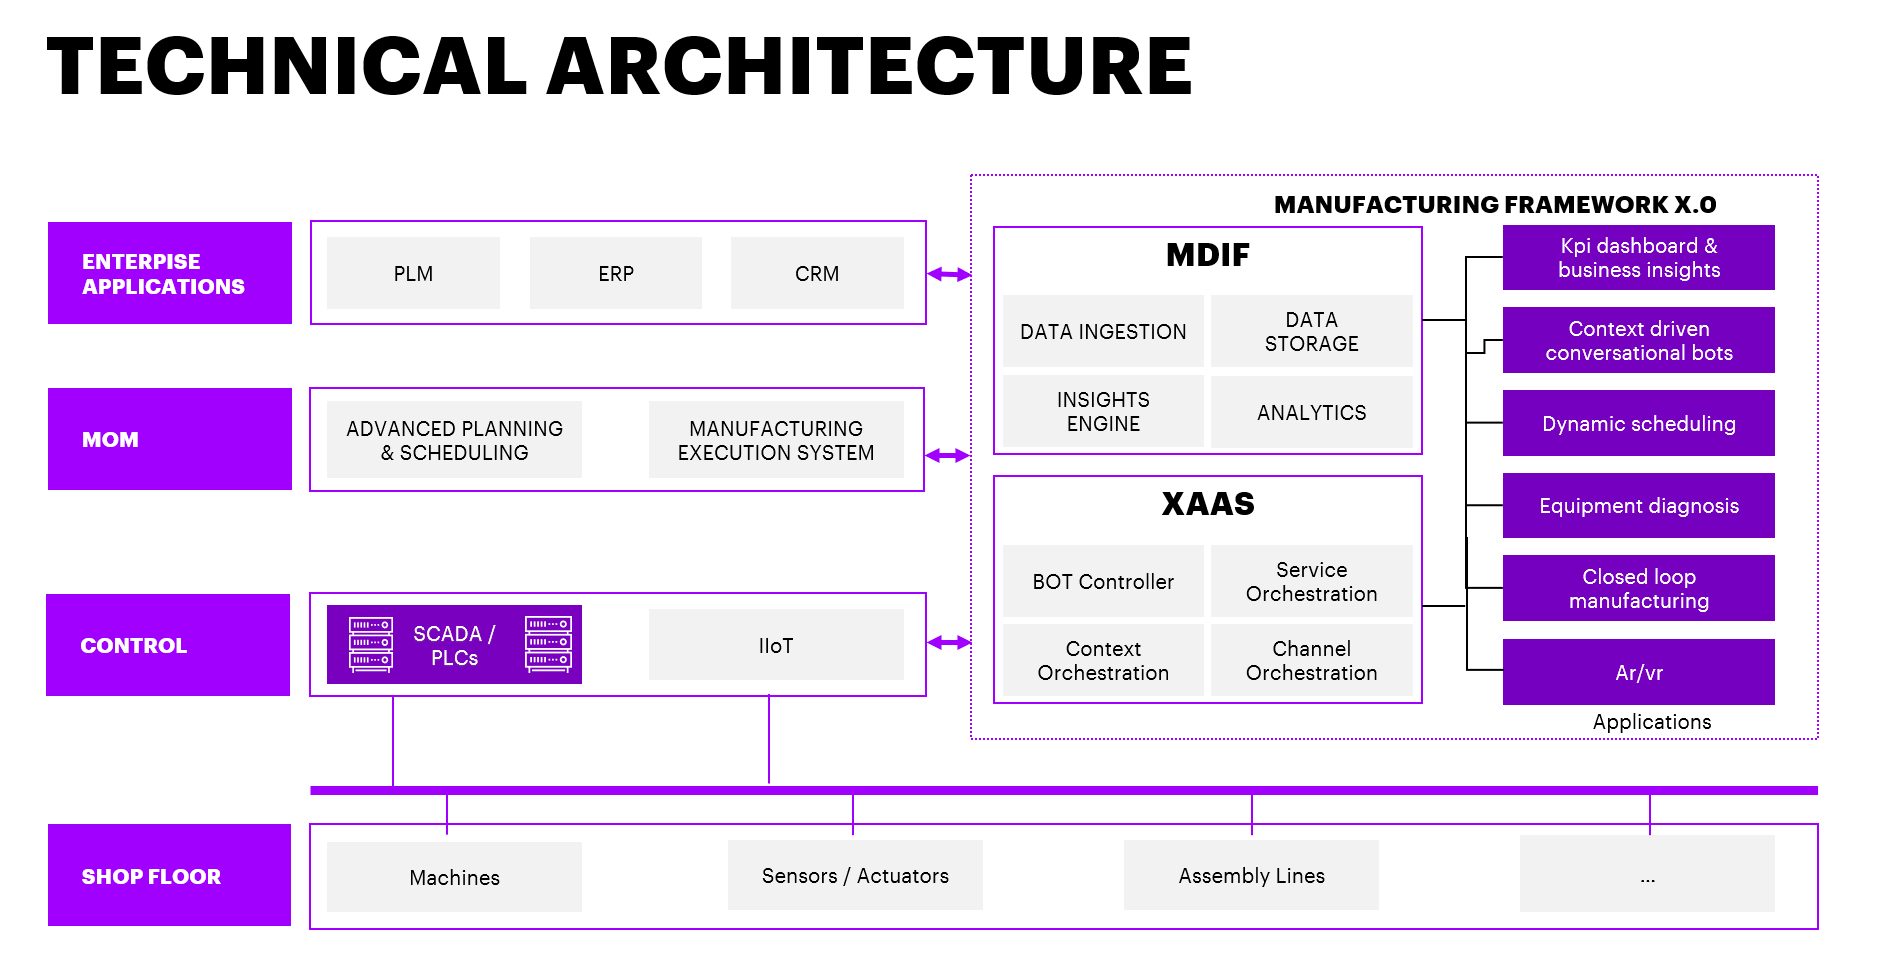 TECHNICAL ARCHITECTURE
ENTERPISE
APPLICATIONS
PLM
ERP
CRM
MOM
ADVANCED PLANNING
& SCHEDULING
MANUFACTURING
EXECUTION SYSTEM
CONTROL
SCADA /
PLCs
IIoT
MANUFACTURING FRAMEWORK X.0
MDIF
DATA INGESTION
DATA
STORAGE
INSIGHTS
ENGINE
ANALYTICS
XAAS
BOT Controller
Service
Orchestration
Context
Orchestration
Channel
Orchestration
Kpi dashboard &
business insights
Context driven
conversational bots
Dynamic scheduling
Equipment diagnosis
Closed loop
manufacturing
Ar/vr
Applications
SHOP FLOOR
Machines
Sensors / Actuators
Assembly Lines
...